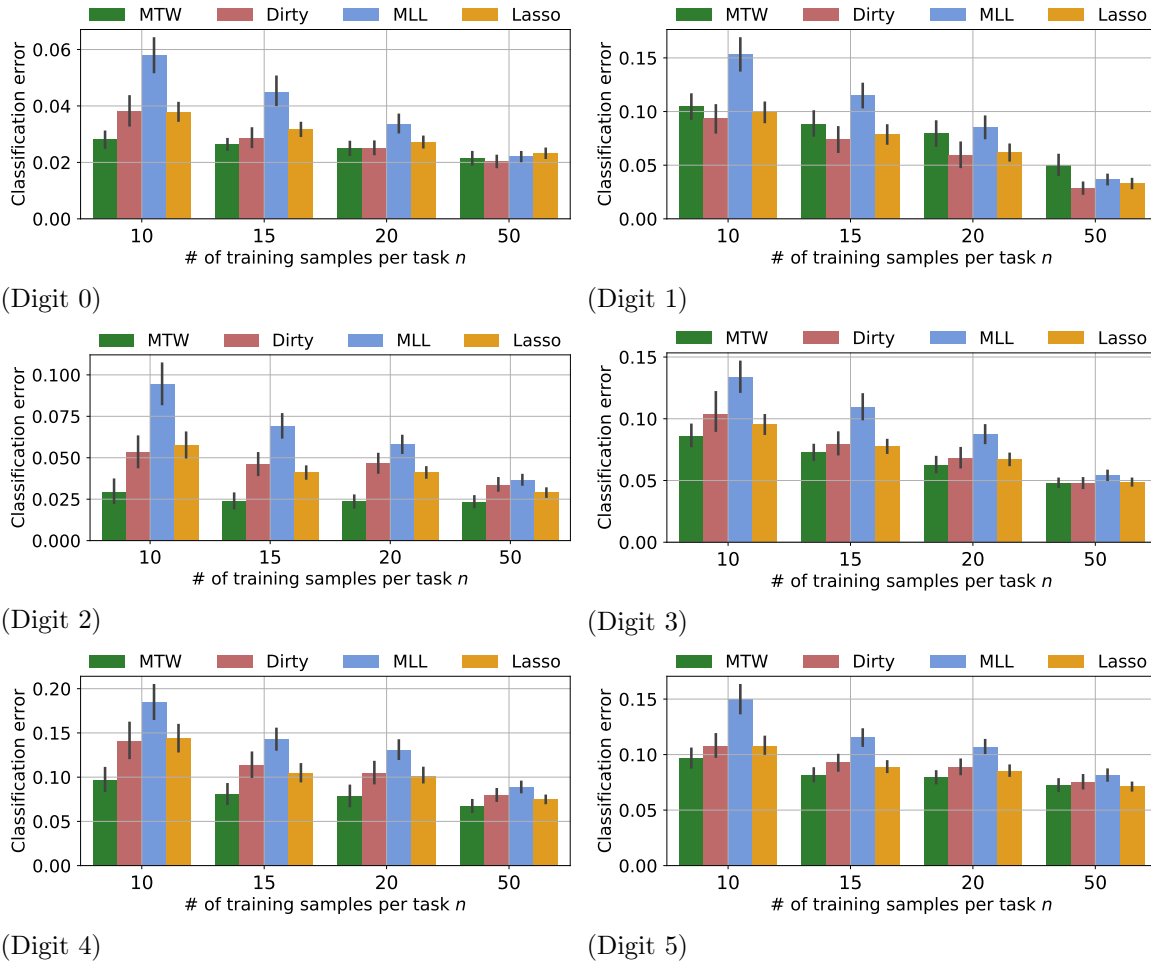 MTW Dirty MLL Lasso
Classification error
0.06
0.04
0.02
0.00
10 15 20 50
# of training samples per task n
(Digit 0)
MTW Dirty MLL Lasso
Classification error
0.15
0.10
0.05
0.00
10 15 20 50
# of training samples per task n
(Digit 1)
MTW Dirty MLL Lasso
Classification error
0.100
0.075
0.050
0.025
0.000
10 15 20 50
# of training samples per task n
(Digit 2)
MTW Dirty MLL Lasso
Classification error
0.15
0.10
0.05
0.00
10 15 20 50
# of training samples per task n
(Digit 3)
MTW Dirty MLL Lasso
Classification error
0.20
0.15
0.10
0.05
0.00
10 15 20 50
# of training samples per task n
(Digit 4)
MTW Dirty MLL Lasso
Classification error
0.15
0.10
0.05
0.00
10 15 20 50
# of training samples per task n
(Digit 5)